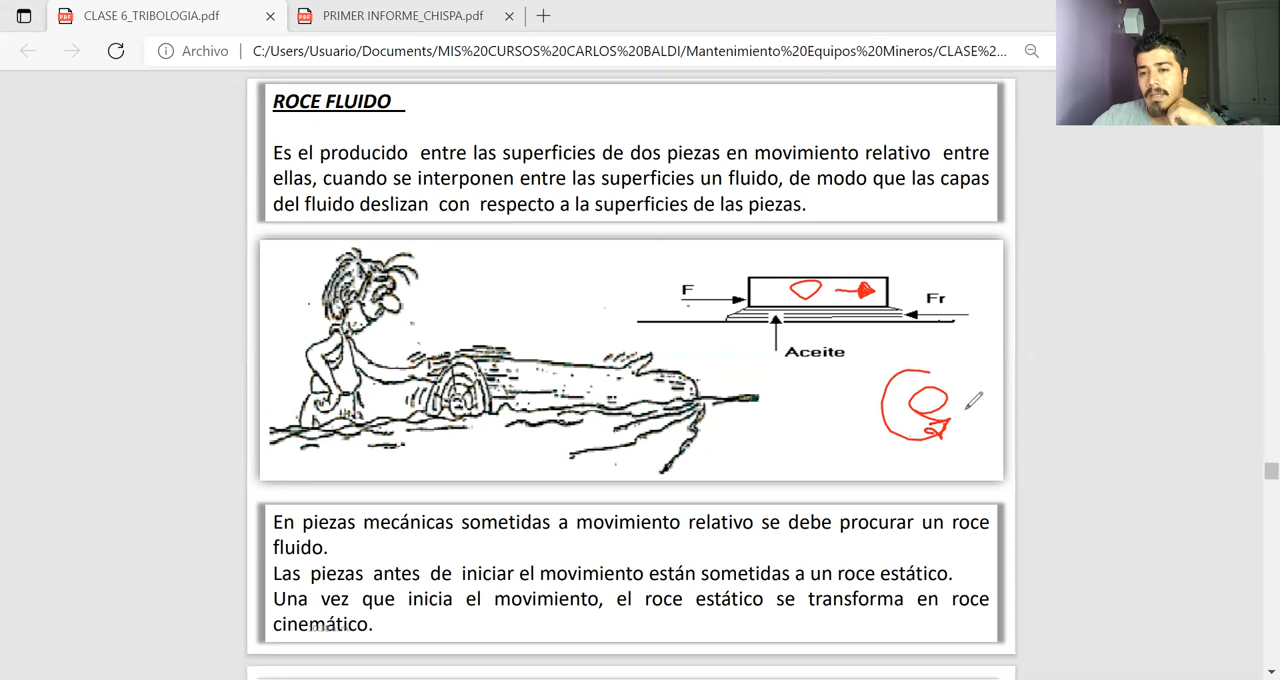 CLASE 6_TRIBOLOGIA.pdf
PRIMER INFORME_CHISPA.pdf
Archivo
C:/Users/Usuario/Documents/MIS%20CURSOS%20CARLOS%20BALDI/Mantenimiento%20Equipos%20Mineros/CLASE%2...
ROCE FLUIDO
Es el producido entre las superficies de dos piezas en movimiento relativo entre
ellas, cuando se interponen entre las superficies un fluido, de modo que las capas
del fluido deslizan con respecto a la superficies de las piezas.
F
Fr
Aceite
En piezas mecánicas sometidas a movimiento relativo se debe procurar un roce
fluido.
Las piezas antes de iniciar el movimiento están sometidas a un roce estático.
Una vez que inicia el movimiento, el roce estático se transforma en roce
cinemático.